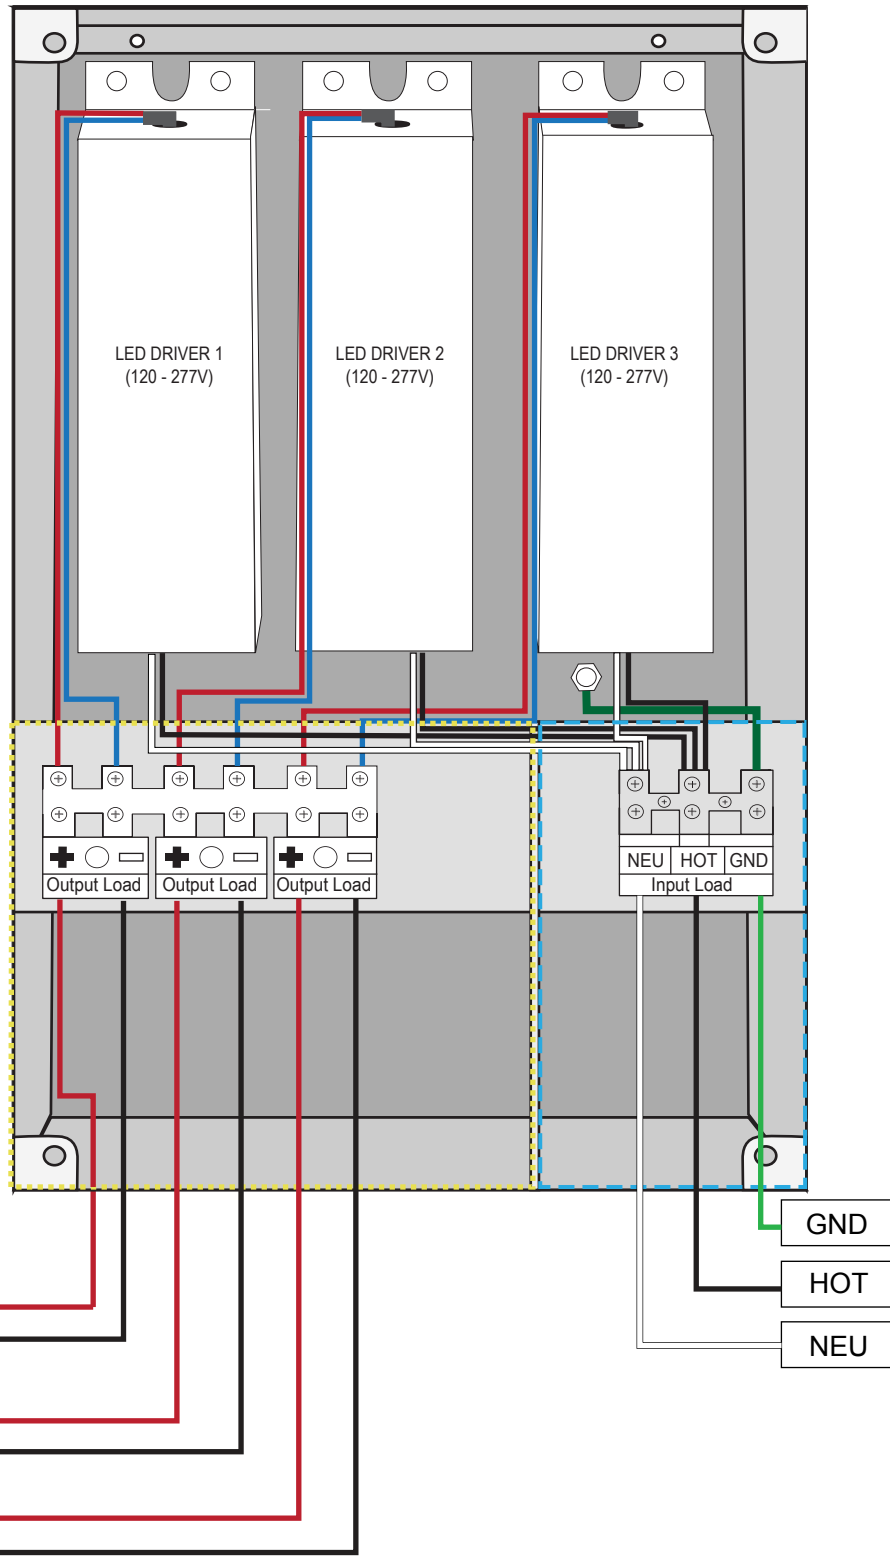 LED DRIVER 1
(120 - 277V)
LED DRIVER 2
(120 - 277V)
LED DRIVER 3
(120 - 277V)
Output Load
Output Load
Output Load
NEU HOT GND
Input Load
GND
HOT
NEU